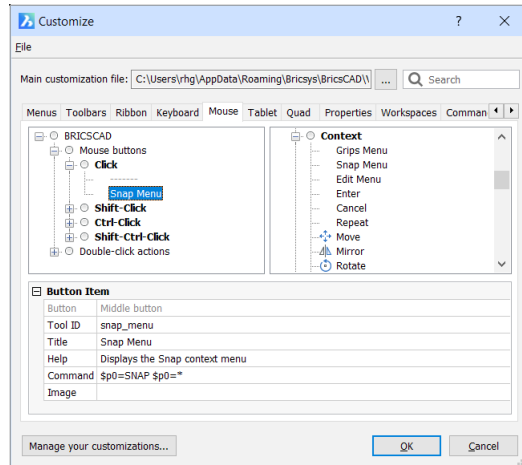 Customize
?
File
Main customization file: C:\Users\rhg\AppData\Roaming\Bricsys\BricsCAD\\ ... Search
Menus Toolbars Ribbon Keyboard Mouse Tablet Quad Properties Workspaces Comman
BRICSCAD
Mouse buttons
Click
--------
Snap Menu
Shift-Click
Ctrl-Click
Shift-Ctrl-Click
Double-click actions
Context
Grips Menu
Snap Menu
Edit Menu
Enter
Cancel
Repeat
Move
Mirror
Rotate
Button Item
Button Middle button
Tool ID snap_menu
Title Snap Menu
Help Displays the Snap context menu
Command $p0=SNAP $p0=*
Image
Manage your customizations... OK Cancel